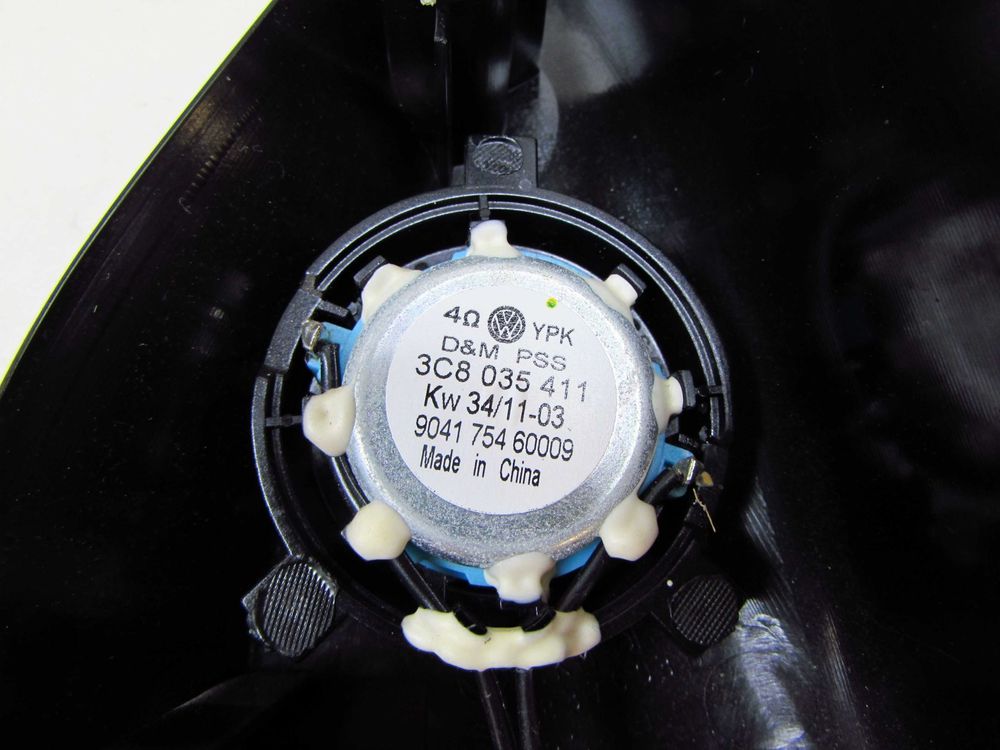 4Ω YPK
D&M PSS
3C8 035 411
Kw 34/11-03
9041 754 60009
Made in China